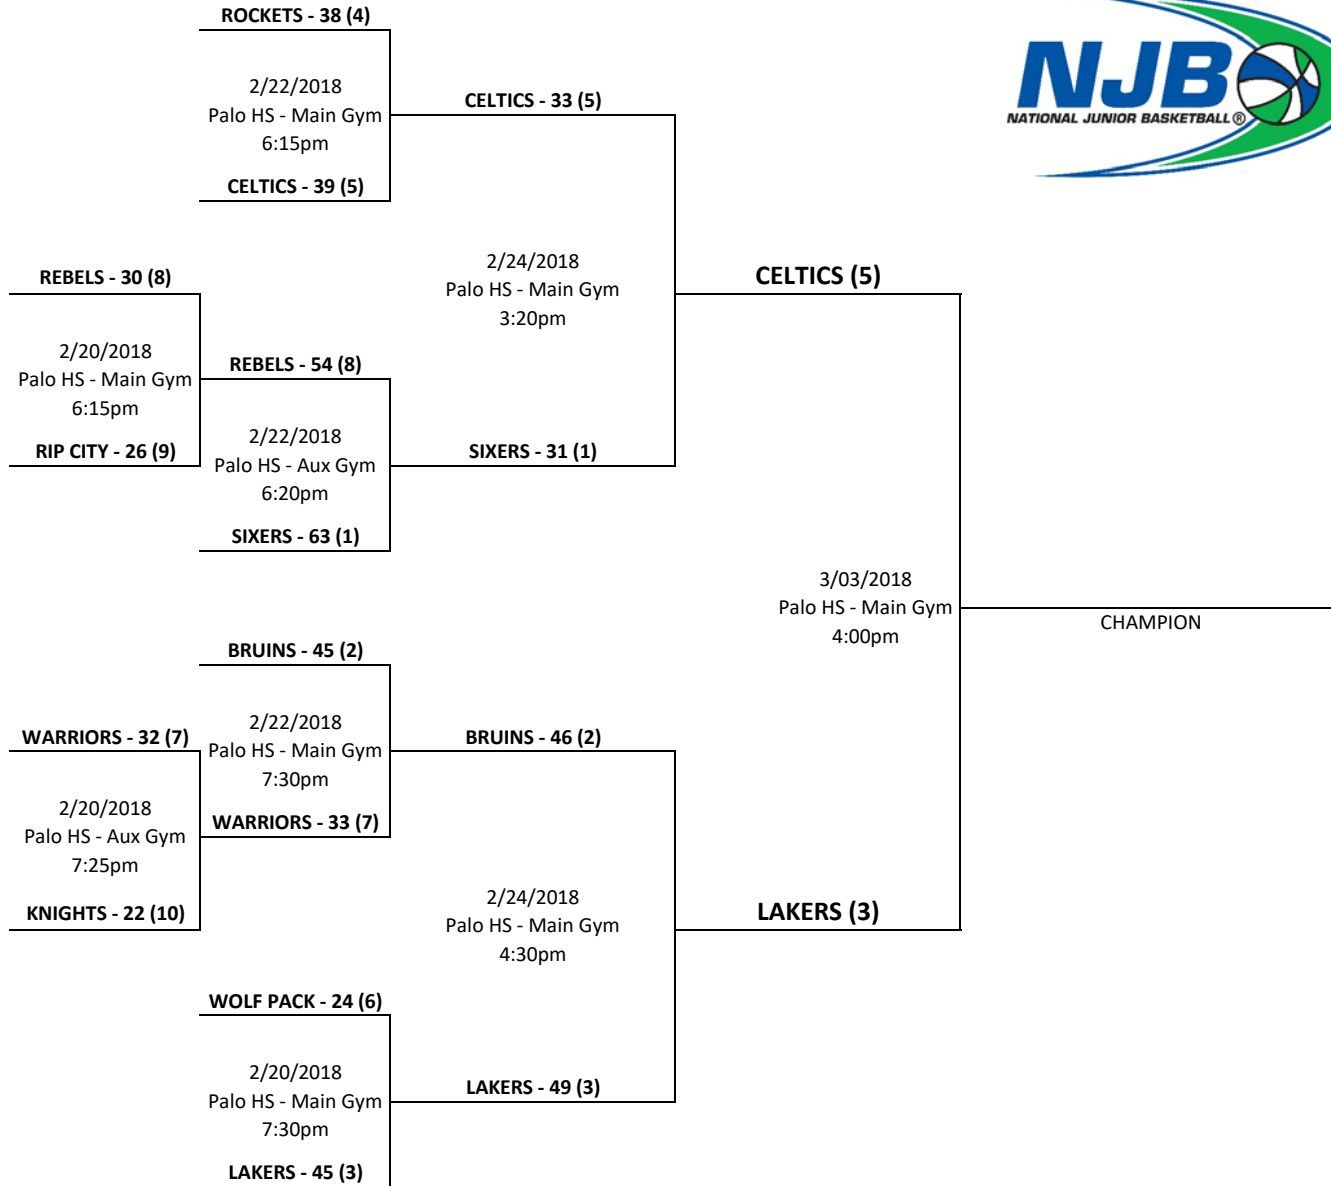 ROCKETS - 38 (4)
2/22/2018
Palo HS - Main Gym
6:15pm
CELTICS - 39 (5)
CELTICS - 33 (5)
NJB
NATIONAL JUNIOR BASKETBALL®
REBELS - 30 (8)
2/20/2018
Palo HS - Main Gym
6:15pm
RIP CITY - 26 (9)
REBELS - 54 (8)
2/22/2018
Palo HS - Aux Gym
6:20pm
SIXERS - 63 (1)
2/24/2018
Palo HS - Main Gym
3:20pm
SIXERS - 31 (1)
CELTICS (5)
3/03/2018
Palo HS - Main Gym
4:00pm
CHAMPION
BRUINS - 45 (2)
2/22/2018
Palo HS - Main Gym
7:30pm
WARRIORS - 33 (7)
WARRIORS - 32 (7)
2/20/2018
Palo HS - Aux Gym
7:25pm
KNIGHTS - 22 (10)
BRUINS - 46 (2)
2/24/2018
Palo HS - Main Gym
4:30pm
LAKERS (3)
WOLF PACK - 24 (6)
2/20/2018
Palo HS - Main Gym
7:30pm
LAKERS - 45 (3)
LAKERS - 49 (3)